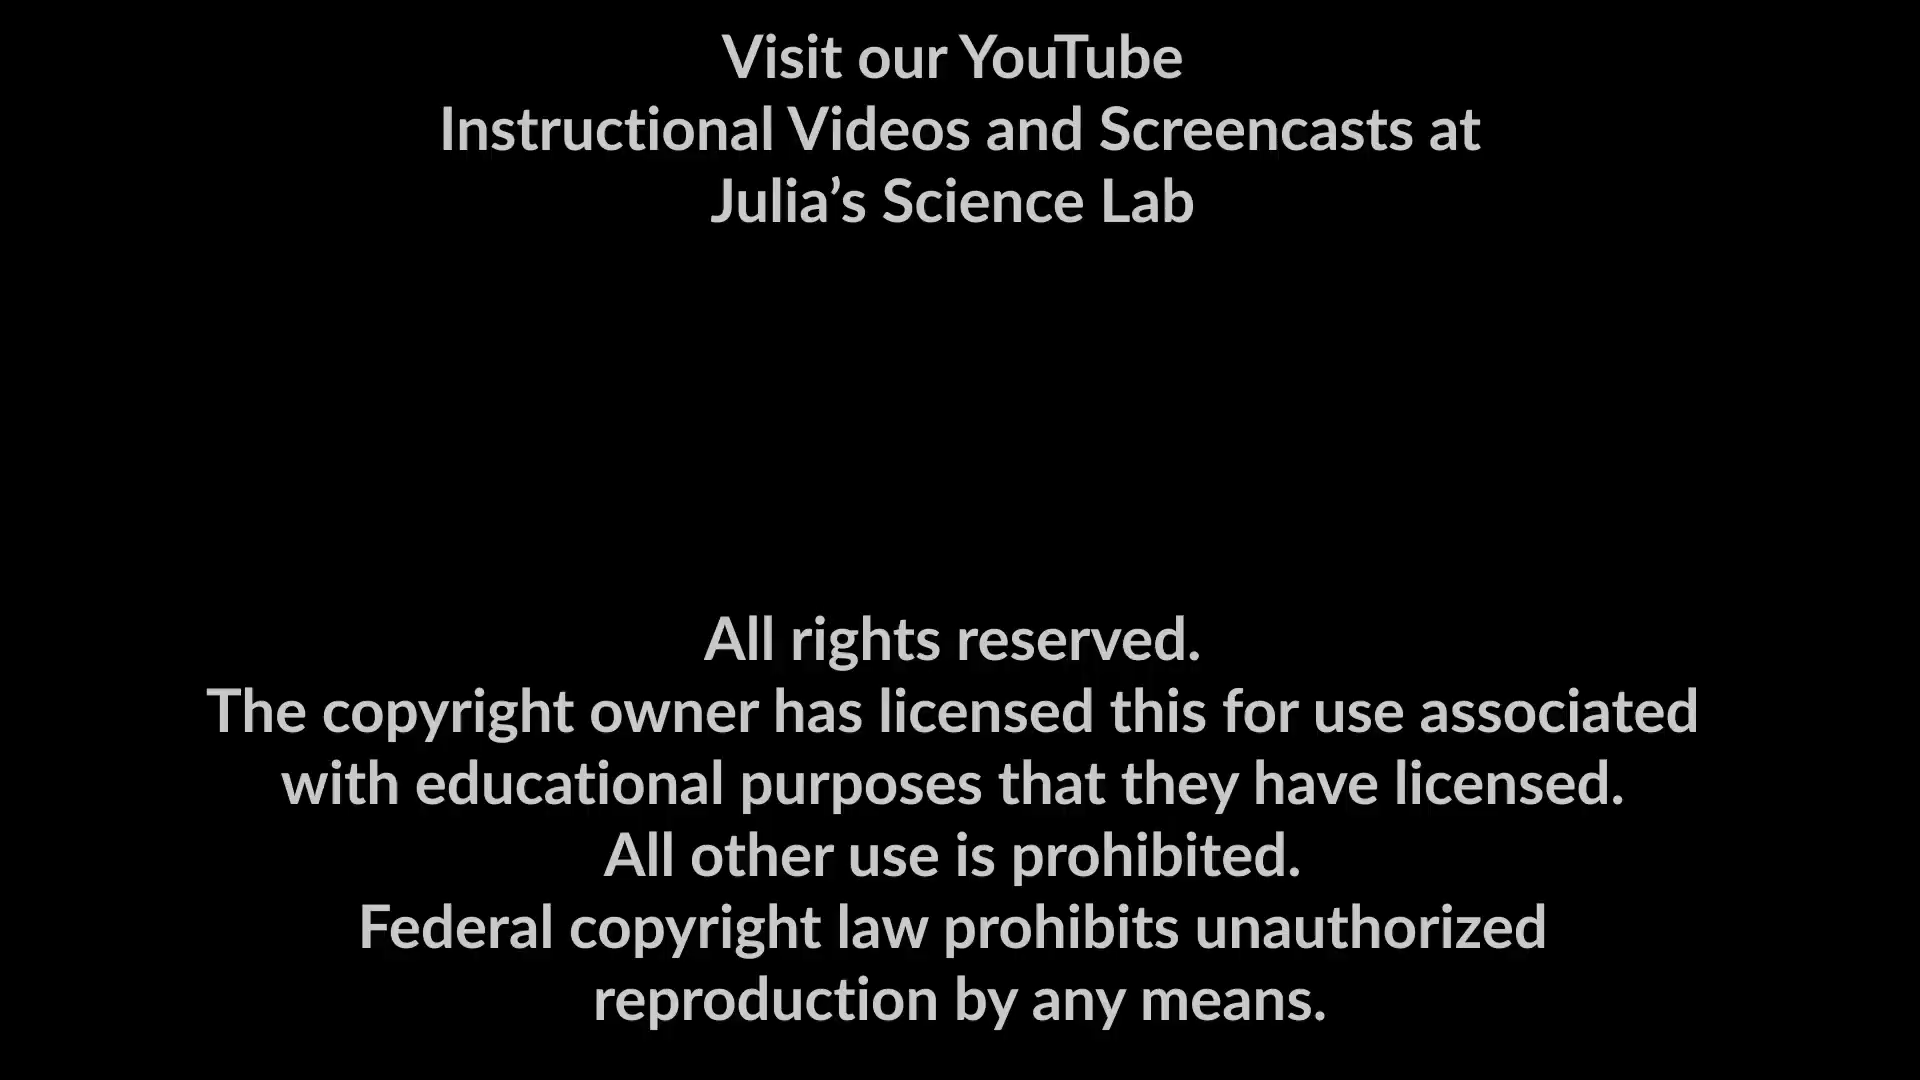 Visit our YouTube
Instructional Videos and Screencasts at
Julia’s Science Lab
All rights reserved.
The copyright owner has licensed this for use associated
with educational purposes that they have licensed.
All other use is prohibited.
Federal copyright law prohibits unauthorized
reproduction by any means.